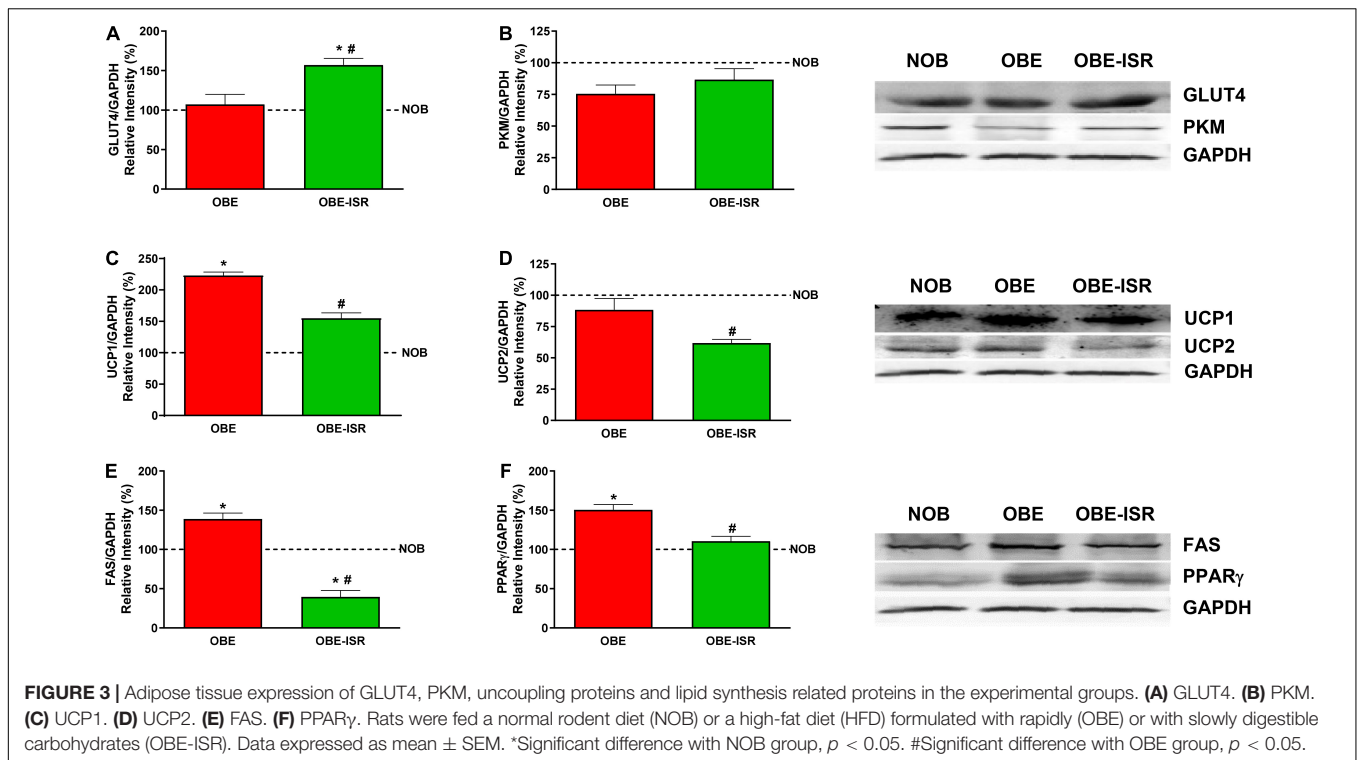 A
GLUT4/GAPDH
Relative Intensity (%)
200
150
100
50
0
* #
NOB
OBE
OBE-ISR
B
PKM/GAPDH
Relative Intensity (%)
125
100
75
50
25
0
NOB
OBE
OBE-ISR
NOB OBE OBE-ISR
GLUT4
PKM
GAPDH
C
UCP1/GAPDH
Relative Intensity (%)
250
200
150
100
50
0
*
#
NOB
OBE
OBE-ISR
D
UCP2/GAPDH
Relative Intensity (%)
125
100
75
50
25
0
#
NOB
OBE
OBE-ISR
NOB OBE OBE-ISR
UCP1
UCP2
GAPDH
E
FAS/GAPDH
Relative Intensity (%)
200
150
100
50
0
*
* #
NOB
OBE
OBE-ISR
F
PPARγ/GAPDH
Relative Intensity (%)
200
150
100
50
0
*
#
NOB
OBE
OBE-ISR
NOB OBE OBE-ISR
FAS
PPARγ
GAPDH
FIGURE 3 | Adipose tissue expression of GLUT4, PKM, uncoupling proteins and lipid synthesis related proteins in the experimental groups. (A) GLUT4. (B) PKM.
(C) UCP1. (D) UCP2. (E) FAS. (F) PPARγ. Rats were fed a normal rodent diet (NOB) or a high-fat diet (HFD) formulated with rapidly (OBE) or with slowly digestible
carbohydrates (OBE-ISR). Data expressed as mean ± SEM. *Significant difference with NOB group, p < 0.05. #Significant difference with OBE group, p < 0.05.